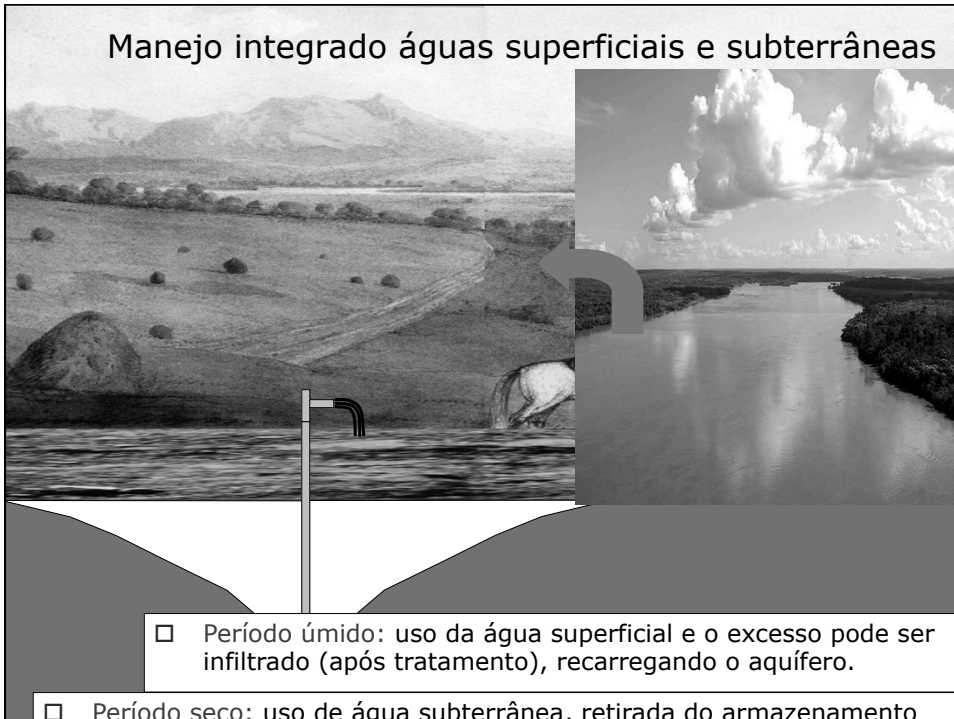 Manejo integrado águas superficiais e subterrâneas
Período úmido: uso da água superficial e o excesso pode ser
infiltrado (após tratamento), recarregando o aquífero.
Período seco: uso de água subterrânea, retirada do armazenamento